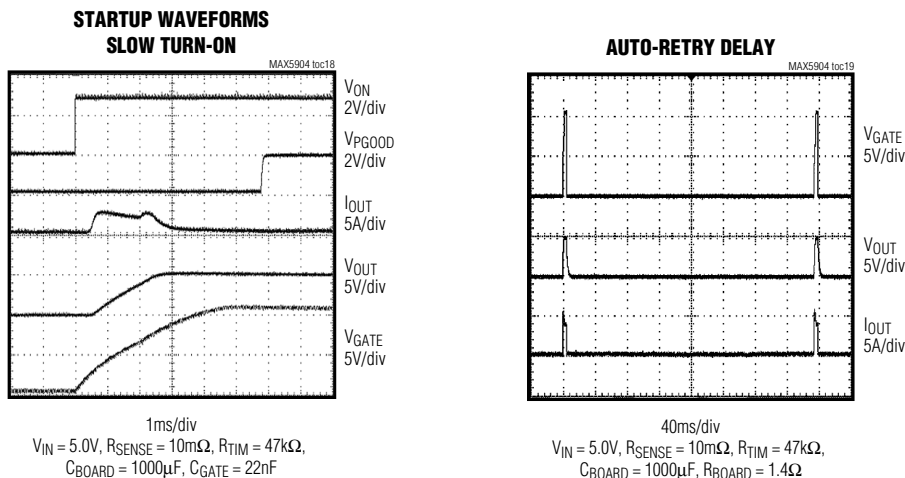 STARTUP WAVEFORMS
SLOW TURN-ON
MAX5904 toc18
VON
2V/div
VPGOOD
2V/div
IOUT
5A/div
VOUT
5V/div
VGATE
5V/div
1ms/div
VIN = 5.0V, RSENSE = 10mΩ, RTIM = 47kΩ,
CBOARD = 1000µF, CGATE = 22nF
AUTO-RETRY DELAY
MAX5904 toc19
VGATE
5V/div
VOUT
5V/div
IOUT
5A/div
40ms/div
VIN = 5.0V, RSENSE = 10mΩ, RTIM = 47kΩ,
CBOARD = 1000µF, RBOARD = 1.4Ω